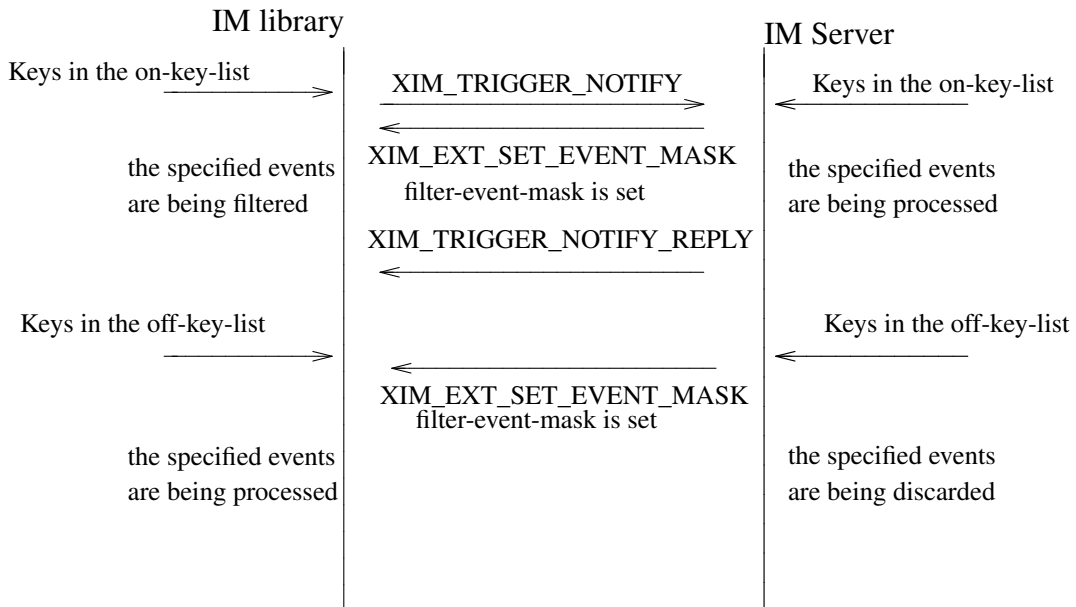 IM library
IM Server
Keys in the on-key-list
XIM_TRIGGER_NOTIFY
Keys in the on-key-list
XIM_EXT_SET_EVENT_MASK
filter-event-mask is set
the specified events
are being filtered
the specified events
are being processed
XIM_TRIGGER_NOTIFY_REPLY
Keys in the off-key-list
Keys in the off-key-list
XIM_EXT_SET_EVENT_MASK
filter-event-mask is set
the specified events
are being processed
the specified events
are being discarded